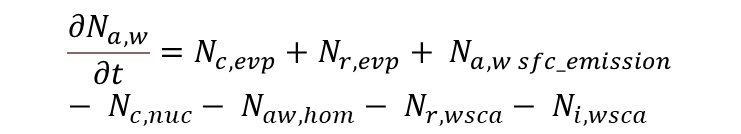 ∂N_{a,w}/∂t = N_{c,evp} + N_{r,evp} + N_{a,w sfc_emission}
− N_{c,nuc} − N_{aw,hom} − N_{r,wsca} − N_{i,wsca}